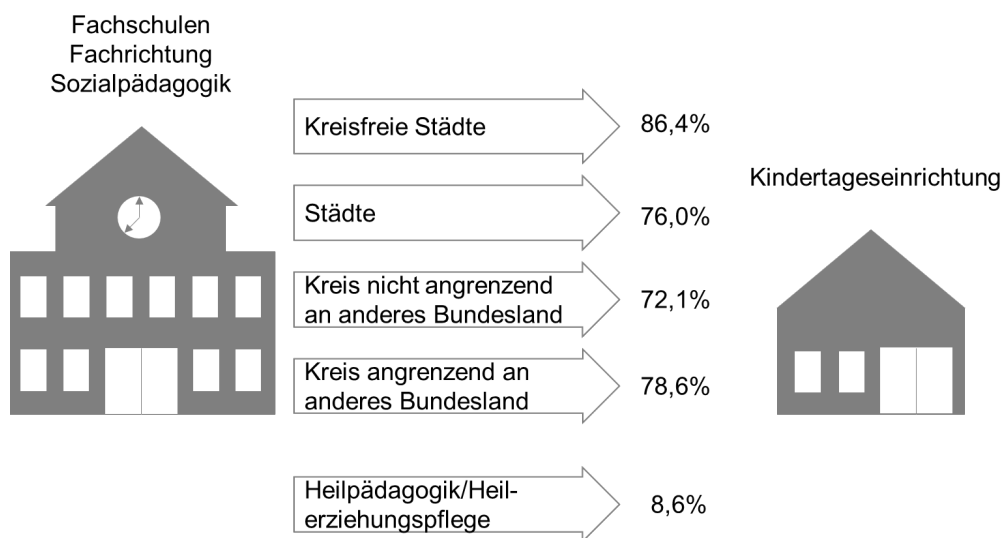 Fachschulen
Fachrichtung
Sozialpädagogik
Kreisfreie Städte
86,4%
Kindertageseinrichtung
Städte
76,0%
Kreis nicht angrenzend
an anderes Bundesland
72,1%
Kreis angrenzend an
anderes Bundesland
78,6%
Heilpädagogik/Heil-
erziehungspflege
8,6%